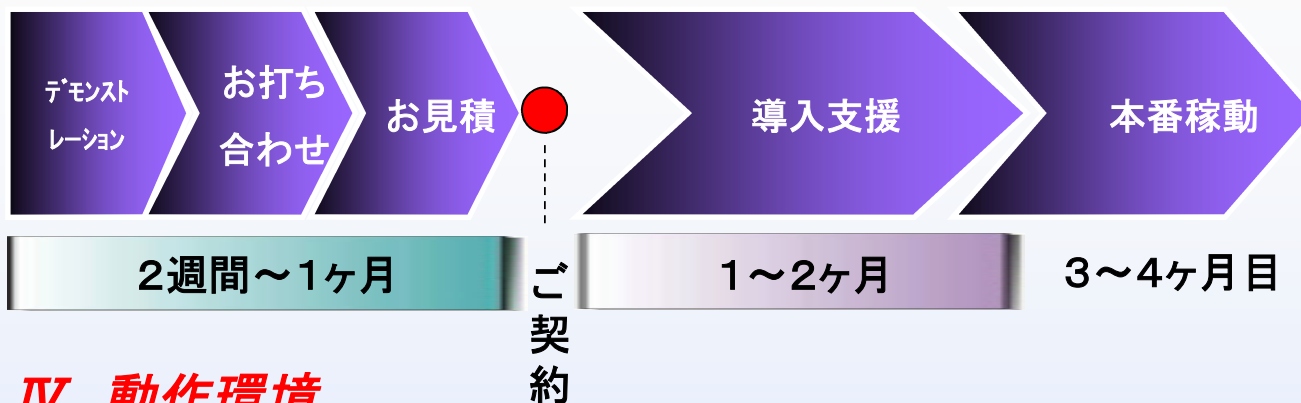 ﾃﾞﾓﾝｽﾄ
ﾚｰｼｮﾝ
お打ち
合わせ
お見積
導入支援
本番稼動
２週間～１ヶ月
ご契約
１～２ヶ月
３～４ヶ月目
Ⅳ 動作環境